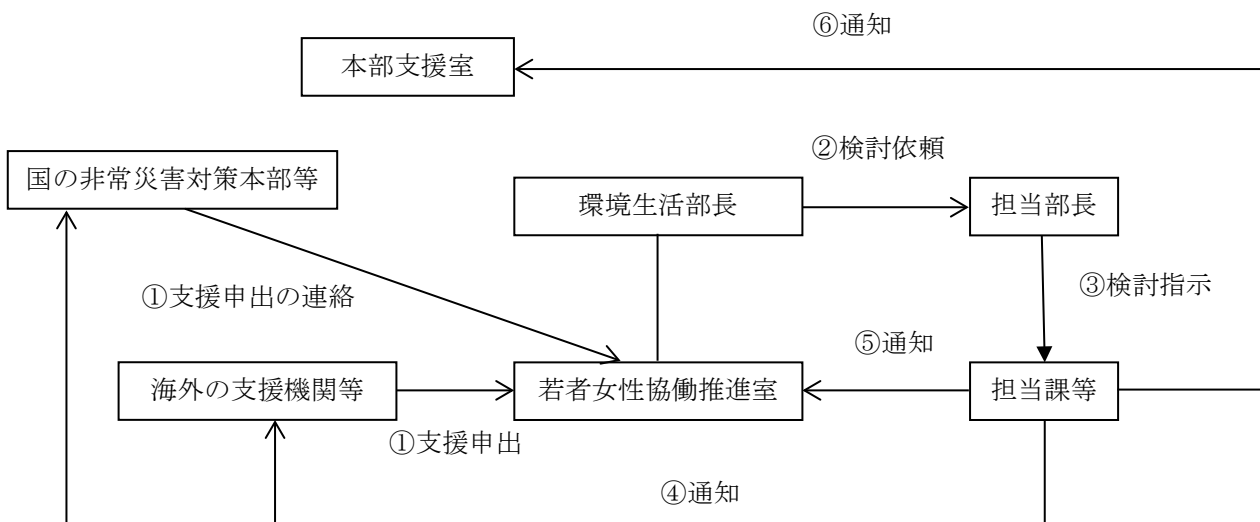 ⑥通知
本部支援室
②検討依頼
国の非常災害対策本部等
環境生活部長
担当部長
①支援申出の連絡
③検討指示
⑤通知
海外の支援機関等
若者女性協働推進室
担当課等
①支援申出
④通知